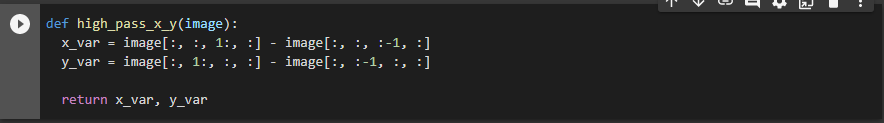 def high_pass_x_y(image):
  x_var = image[:, :, 1:, :] - image[:, :, :-1, :]
  y_var = image[:, 1:, :, :] - image[:, :-1, :, :]

  return x_var, y_var